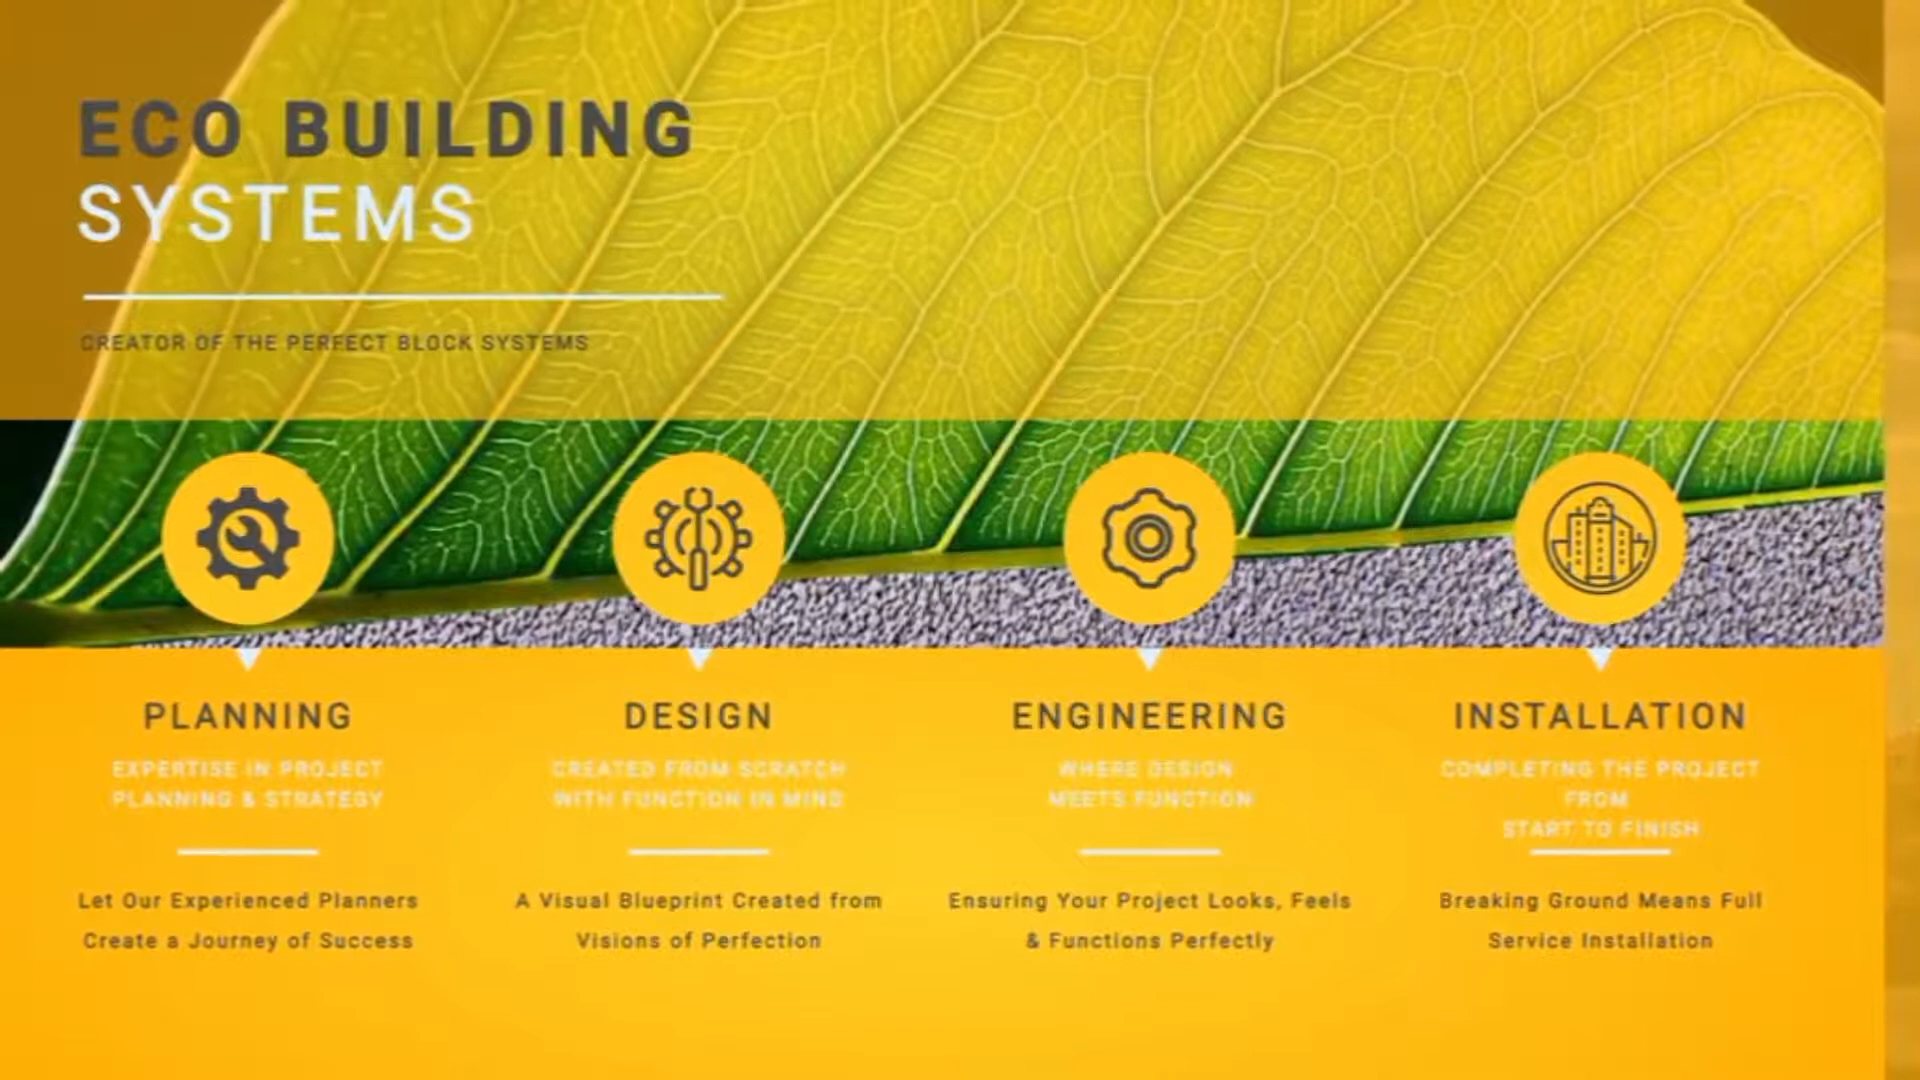 ECO BUILDING
SYSTEMS
CREATOR OF THE PERFECT BLOCK SYSTEMS
PLANNING
EXPERTISE IN PROJECT
PLANNING & STRATEGY
Let Our Experienced Planners
Create a Journey of Success
DESIGN
CREATED FROM SCRATCH
WITH FUNCTION IN MIND
A Visual Blueprint Created from
Visions of Perfection
ENGINEERING
WHERE DESIGN
MEETS FUNCTION
Ensuring Your Project Looks, Feels
& Functions Perfectly
INSTALLATION
COMPLETING THE PROJECT
FROM
START TO FINISH
Breaking Ground Means Full
Service Installation